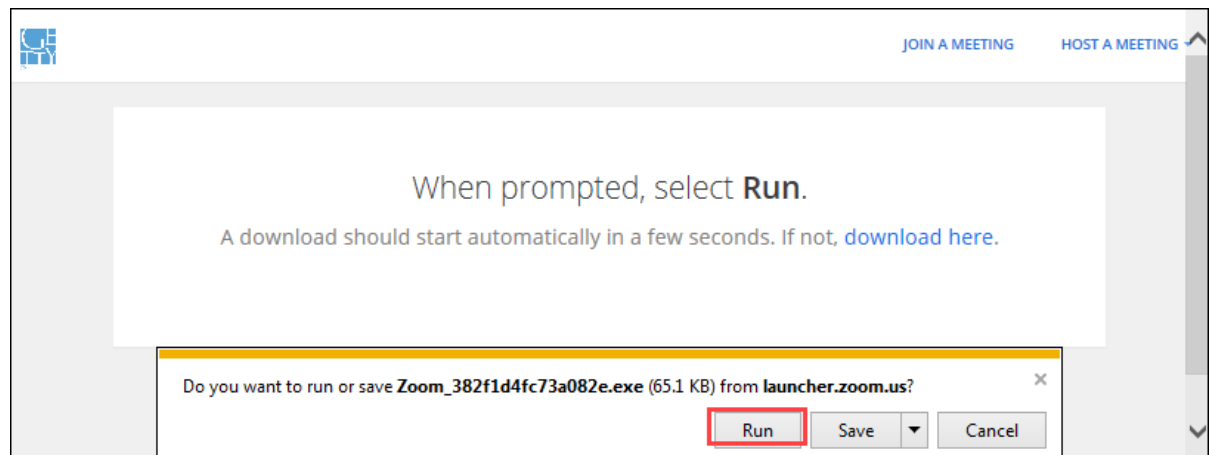 GE
TTY
JOIN A MEETING
HOST A MEETING
When prompted, select Run.
A download should start automatically in a few seconds. If not, download here.
Do you want to run or save Zoom_382f1d4fc73a082e.exe (65.1 KB) from launcher.zoom.us?
Run
Save
Cancel